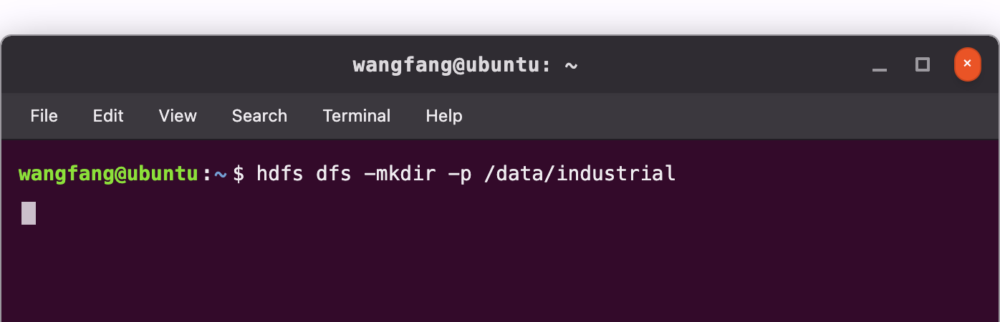 wangfang@ubuntu: ~
File Edit View Search Terminal Help
wangfang@ubuntu:~$ hdfs dfs -mkdir -p /data/industrial